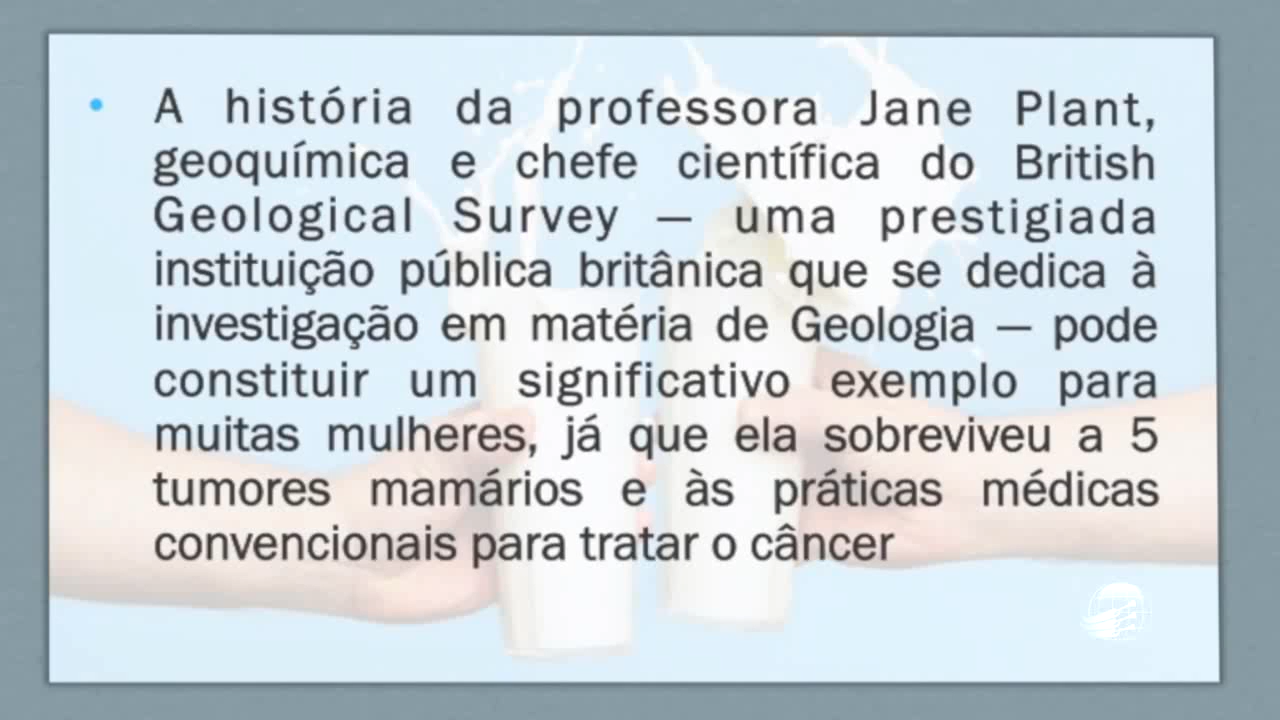 • A história da professora Jane Plant,
geoquímica e chefe científica do British
Geological Survey — uma prestigiada
instituição pública britânica que se dedica à
investigação em matéria de Geologia — pode
constituir um significativo exemplo para
muitas mulheres, já que ela sobreviveu a 5
tumores mamários e às práticas médicas
convencionais para tratar o câncer